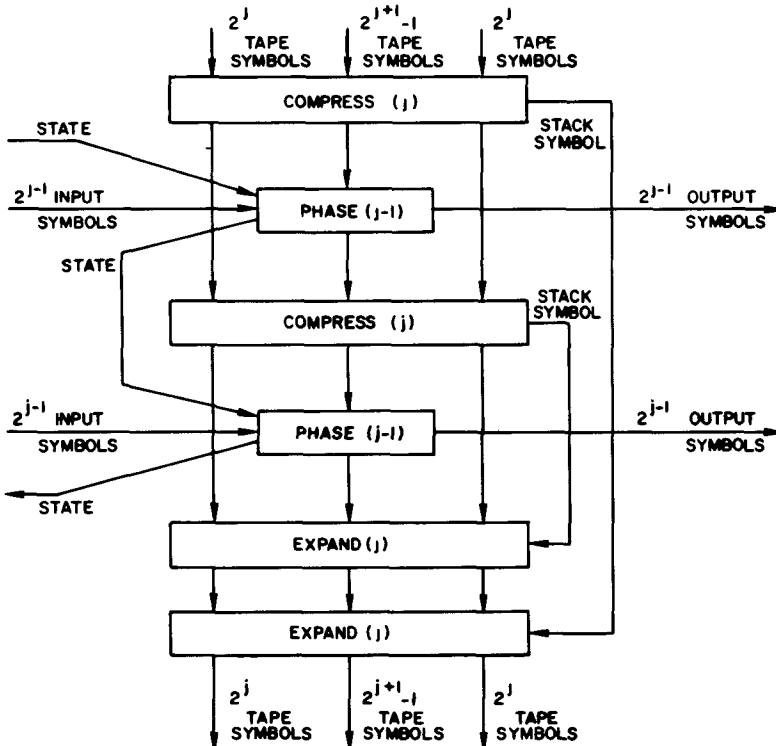 2^j TAPE SYMBOLS
2^{j+1}-1 TAPE SYMBOLS
2^j TAPE SYMBOLS
COMPRESS (j)
STACK SYMBOL
STATE
2^{j-1} INPUT SYMBOLS
PHASE (j-1)
2^{j-1} OUTPUT SYMBOLS
STATE
STACK SYMBOL
COMPRESS (j)
2^{j-1} INPUT SYMBOLS
PHASE (j-1)
2^{j-1} OUTPUT SYMBOLS
STATE
EXPAND (j)
EXPAND (j)
2^j TAPE SYMBOLS
2^{j+1}-1 TAPE SYMBOLS
2^j TAPE SYMBOLS